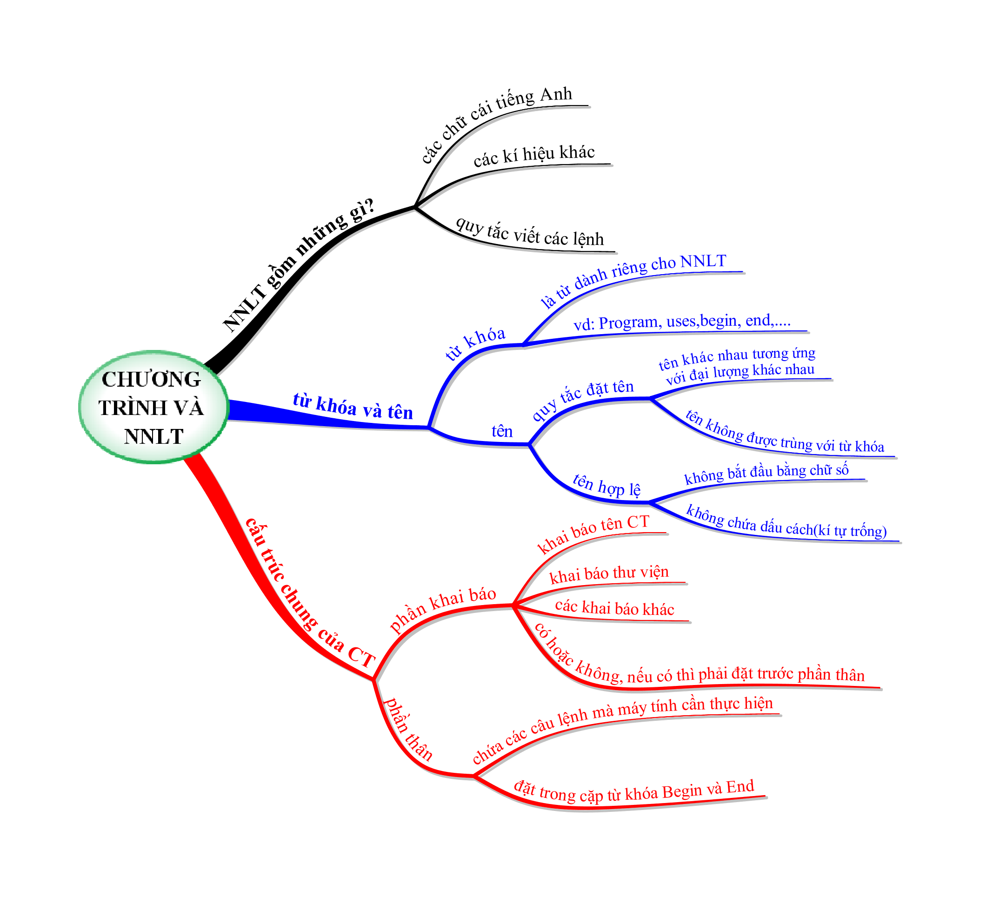 CHƯƠNG
TRÌNH VÀ
NNLT
NNLT gồm những gì?
các chữ cái tiếng Anh
các kí hiệu khác
quy tắc viết các lệnh
từ khóa và tên
từ khóa
là từ dành riêng cho NNLT
vd: Program, uses,begin, end,....
tên
quy tắc đặt tên
tên khác nhau tương ứng
với đại lượng khác nhau
tên không được trùng với từ khóa
tên hợp lệ
không bắt đầu bằng chữ số
không chứa dấu cách(kí tự trống)
cấu trúc chung của CT
phần khai báo
khai báo tên CT
khai báo thư viện
các khai báo khác
có hoặc không, nếu có thì phải đặt trước phần thân
phần thân
chứa các câu lệnh mà máy tính cần thực hiện
đặt trong cặp từ khóa Begin và End